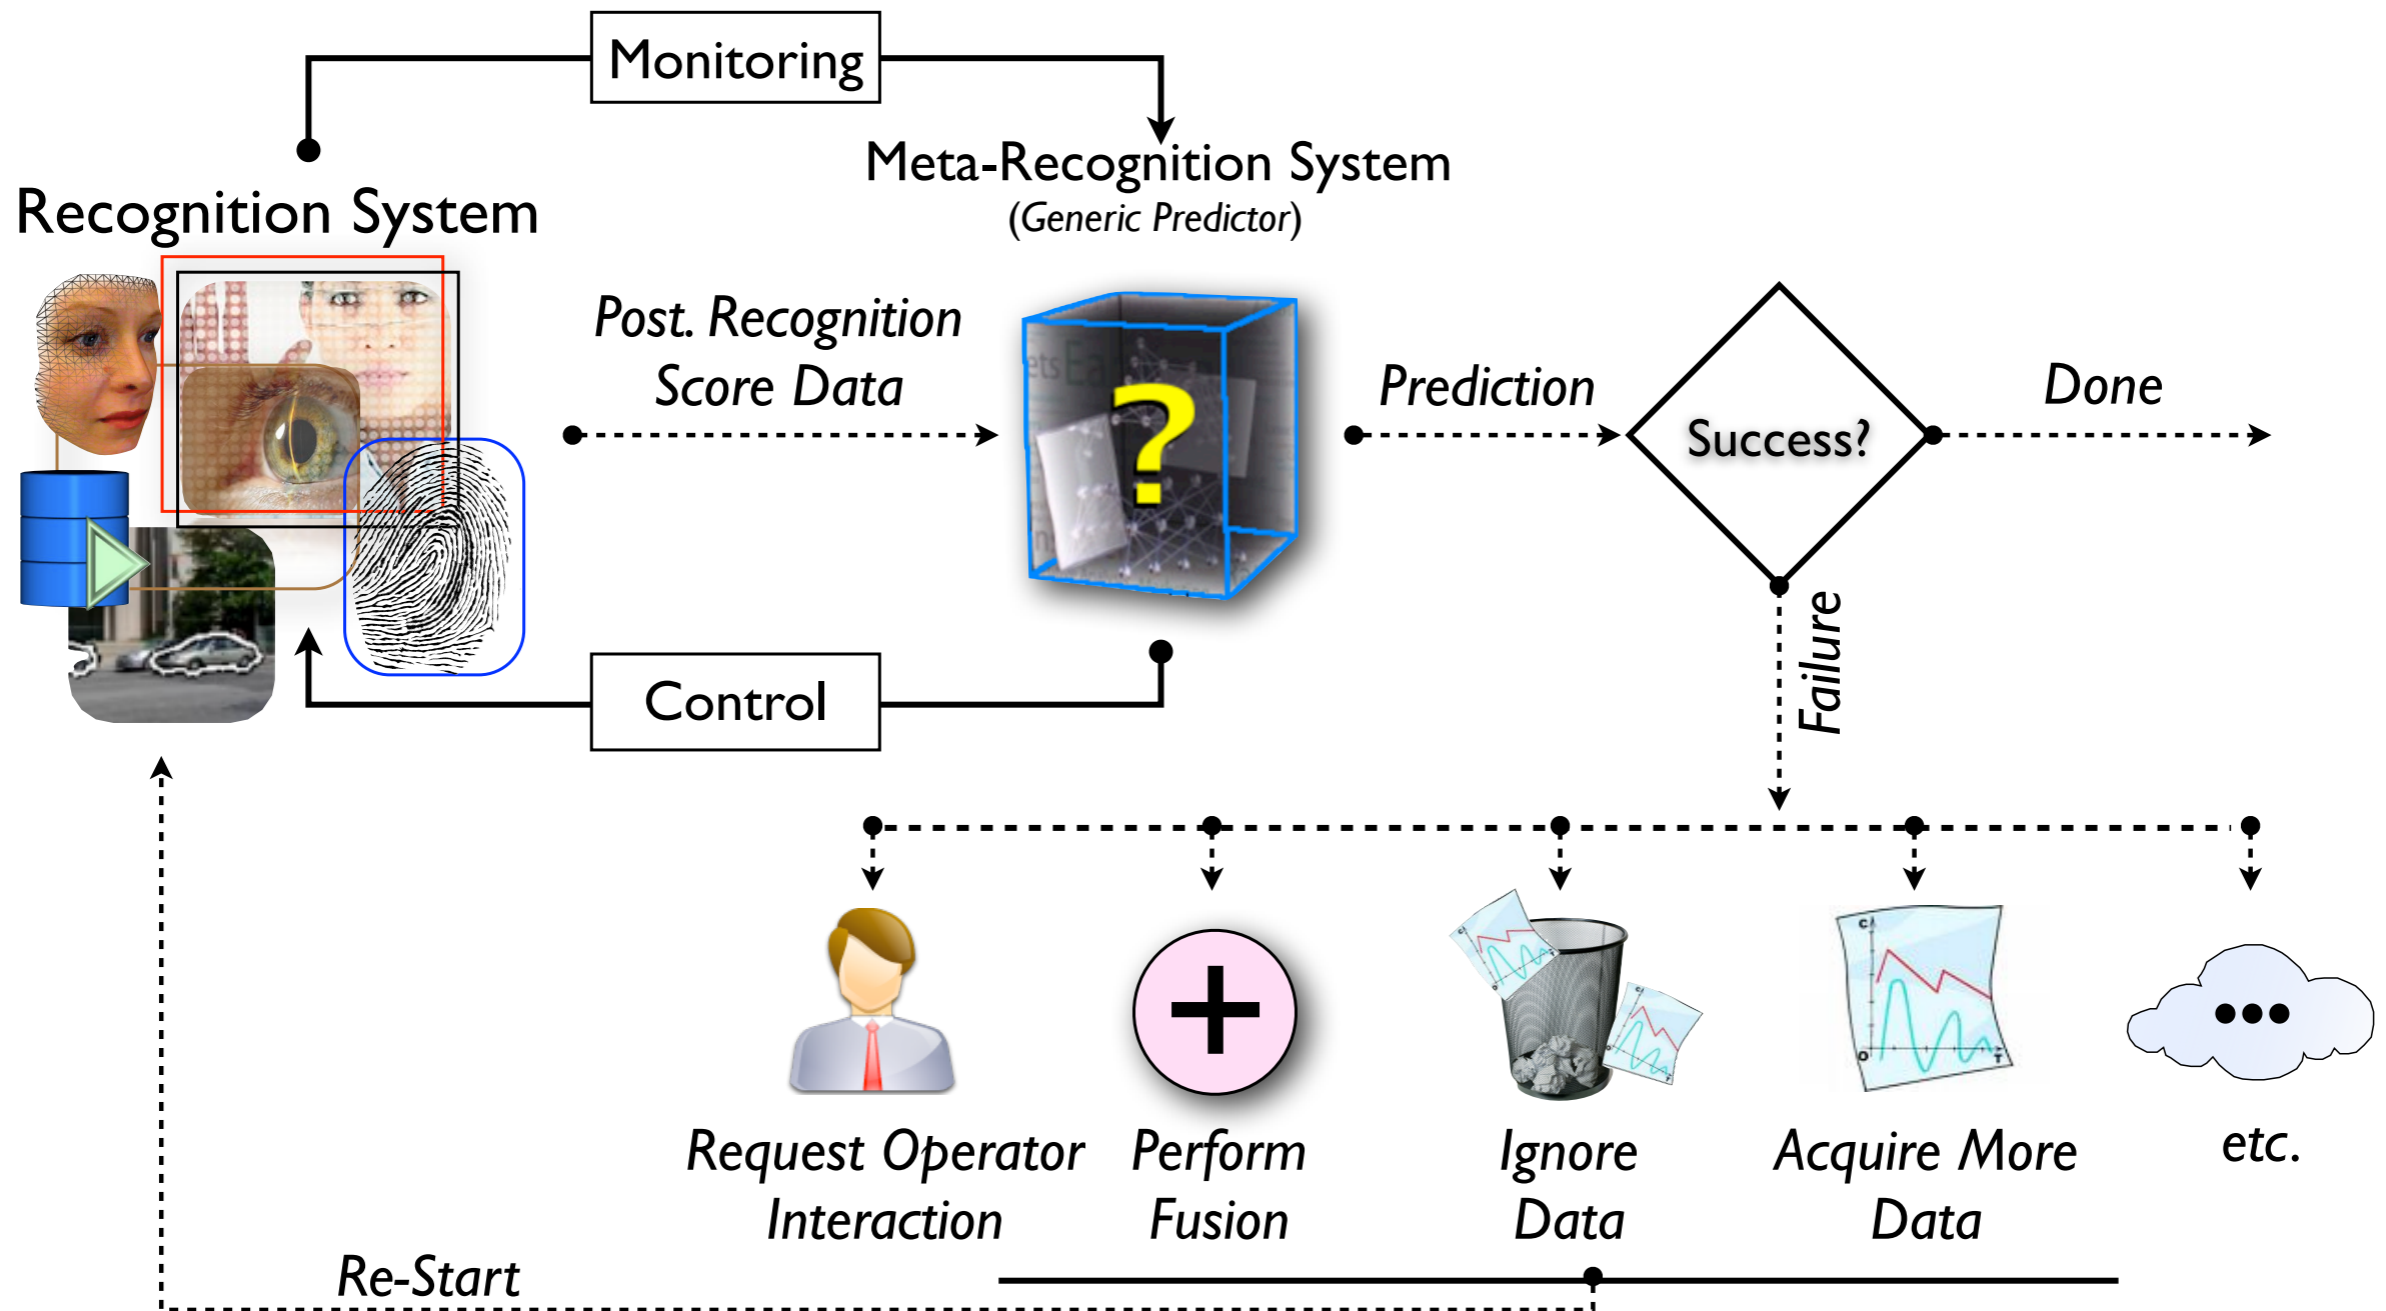 Monitoring
Meta-Recognition System
(Generic Predictor)
Recognition System
Post. Recognition
Score Data
etsEa
?
Prediction
Success?
Done
Failure
Control
Request Operator
Interaction
Perform
Fusion
Ignore
Data
Acquire More
Data
etc.
Re-Start